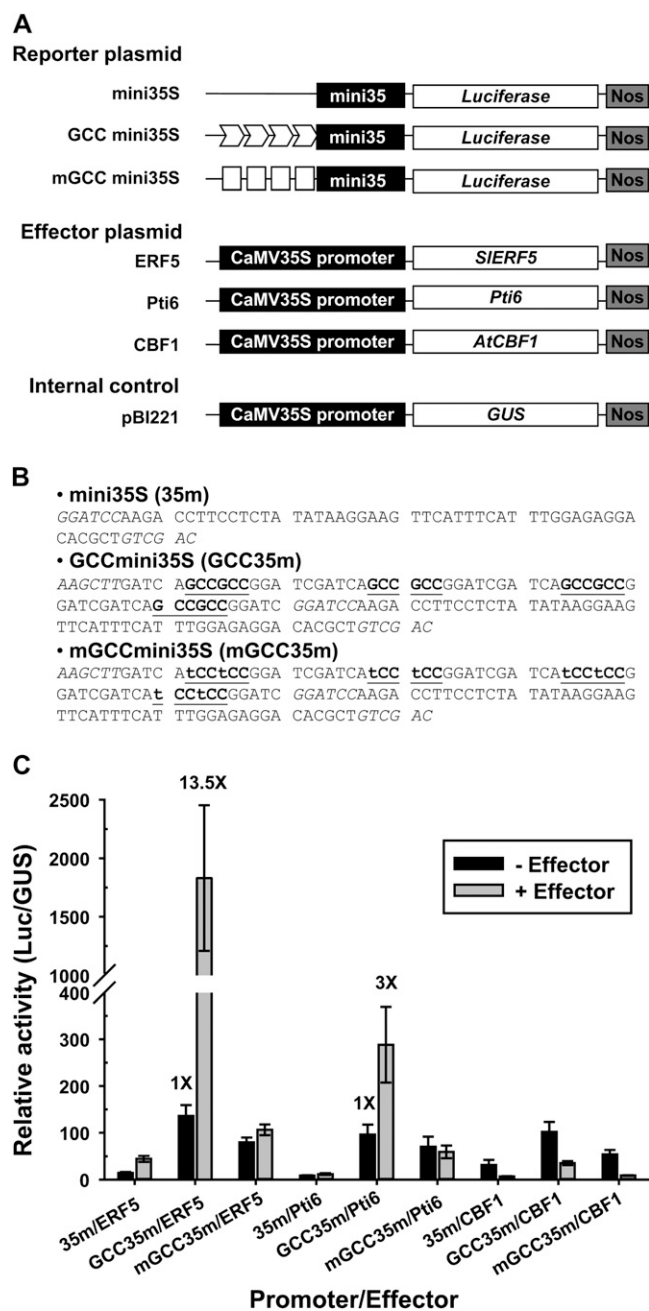 A
Reporter plasmid
mini35S mini35 Luciferase Nos
GCC mini35S mini35 Luciferase Nos
mGCC mini35S mini35 Luciferase Nos
Effector plasmid
ERF5 CaMV35S promoter SlERF5 Nos
Pti6 CaMV35S promoter Pti6 Nos
CBF1 CaMV35S promoter AtCBF1 Nos
Internal control
pBI221 CaMV35S promoter GUS Nos
B
• mini35S (35m)
GGATCCAAGA CCTTCCTCTA TATAAGGAAG TTCATTTCAT TTGGAGAGGA
CACGCTGTCG AC
• GCCmini35S (GCC35m)
AAGCTTGATC AGCCGCCGGA TCGATCAGCC GCCGGATCGA TCAGCCGCCG
GATCGATCAG CCGCCGGATC GGATCCAAGA CCTTCCTCTA TATAAGGAAG
TTCATTTCAT TTGGAGAGGA CACGCTGTCG AC
• mGCCmini35S (mGCC35m)
AAGCTTGATC AtCCtCCGGA TCGATCAtCC tCCGGATCGA TCAtCCtCCG
GATCGATCAt CCtCCGGATC GGATCCAAGA CCTTCCTCTA TATAAGGAAG
TTCATTTCAT TTGGAGAGGA CACGCTGTCG AC
C
Relative activity (Luc/GUS)
2500
2000
1500
1000
400
300
200
100
0
13.5X
1X
3X
1X
- Effector
+ Effector
35m/ERF5
GCC35m/ERF5
mGCC35m/ERF5
35m/Pti6
GCC35m/Pti6
mGCC35m/Pti6
35m/CBF1
GCC35m/CBF1
mGCC35m/CBF1
Promoter/Effector